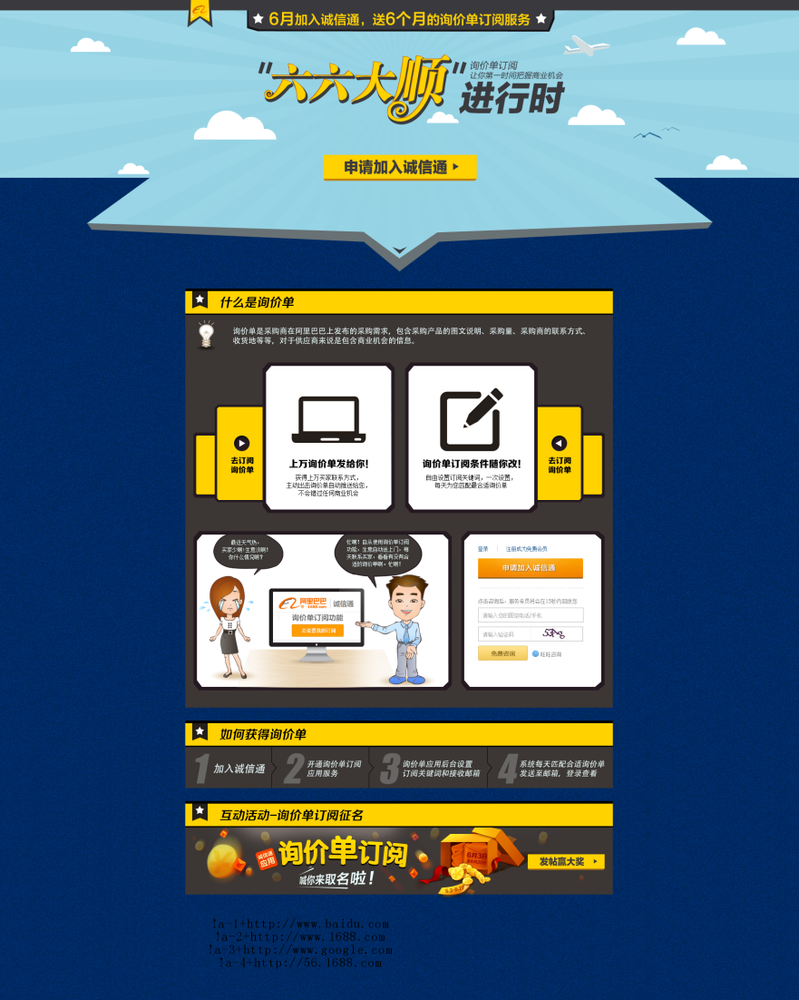 6月加入诚信通，送6个月的询价单订阅服务
"六六大顺"
询价单订阅
让你第一时间把握商业机会
进行时
申请加入诚信通
什么是询价单
询价单是采购商在阿里巴巴上发布的采购需求，包含采购产品的图文说明、采购量、采购商的联系方式、
收货地等等，对于供应商来说是包含商业机会的信息。
去订阅
询价单
上万询价单发给你！
获得上万买家联系方式，
主动出击询价单自动推送给您，
不会错过任何商业机会
询价单订阅条件随你改！
自由设置订阅关键词，一次设置，
每天为您匹配最合适询价单
去订阅
询价单
最近天气热，
买家少啊!生意淡啊!
你什么情况啊？
忙啊！自从使用询价单订阅
功能，生意自动送上门，每
天联系买家，看看有没有合
适的询价单啊。忙啊！
阿里巴巴
1688.com
诚信通
询价单订阅功能
去设置我的订阅
登录
注册成为免费会员
申请加入诚信通
点击咨询后，服务专员将会在15秒内回拨您
请输入您的固定电话/手机
请输入验证码
免费咨询
旺旺咨询
如何获得询价单
1 加入诚信通
2 开通询价单订阅
应用服务
3 询价单应用后台设置
订阅关键词和接收邮箱
4 系统每天匹配合适询价单
发送至邮箱，登录查看
互动活动-询价单订阅征名
诚信通
应用
询价单订阅
喊你来取名啦！
6月3日
发帖赢大奖
!a-1+http://www.baidu.com
!a-2+http://www.1688.com
!a-3+http://www.google.com
!a-4+http://56.1688.com